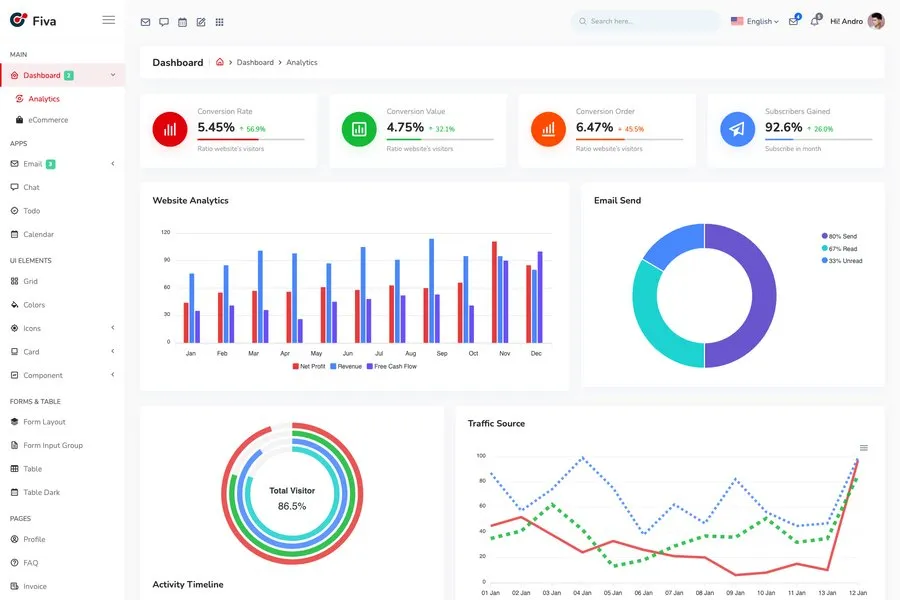 Fiva
Search here...
English
4
5
Hi! Andro
MAIN
Dashboard 2
Analytics
eCommerce
APPS
Email 3
Chat
Todo
Calendar
UI ELEMENTS
Grid
Colors
Icons
Card
Component
FORMS & TABLE
Form Layout
Form Input Group
Table
Table Dark
PAGES
Profile
FAQ
Invoice
Dashboard
Dashboard > Analytics
Conversion Rate
5.45% 56.9%
Ratio website's visitors
Conversion Value
4.75% 32.1%
Ratio website's visitors
Conversion Order
6.47% 45.5%
Ratio website's visitors
Subscribers Gained
92.6% 26.0%
Subscribe in month
Website Analytics
120
90
60
30
0
Jan Feb Mar Apr May Jun Jul Aug Sep Oct Nov Dec
Net Profit Revenue Free Cash Flow
Email Send
80% Send
67% Read
33% Unread
Total Visitor
86.5%
Activity Timeline
Traffic Source
100
80
60
40
20
0
01 Jan 02 Jan 03 Jan 04 Jan 05 Jan 06 Jan 07 Jan 08 Jan 09 Jan 10 Jan 11 Jan 13 Jan 12 Jan